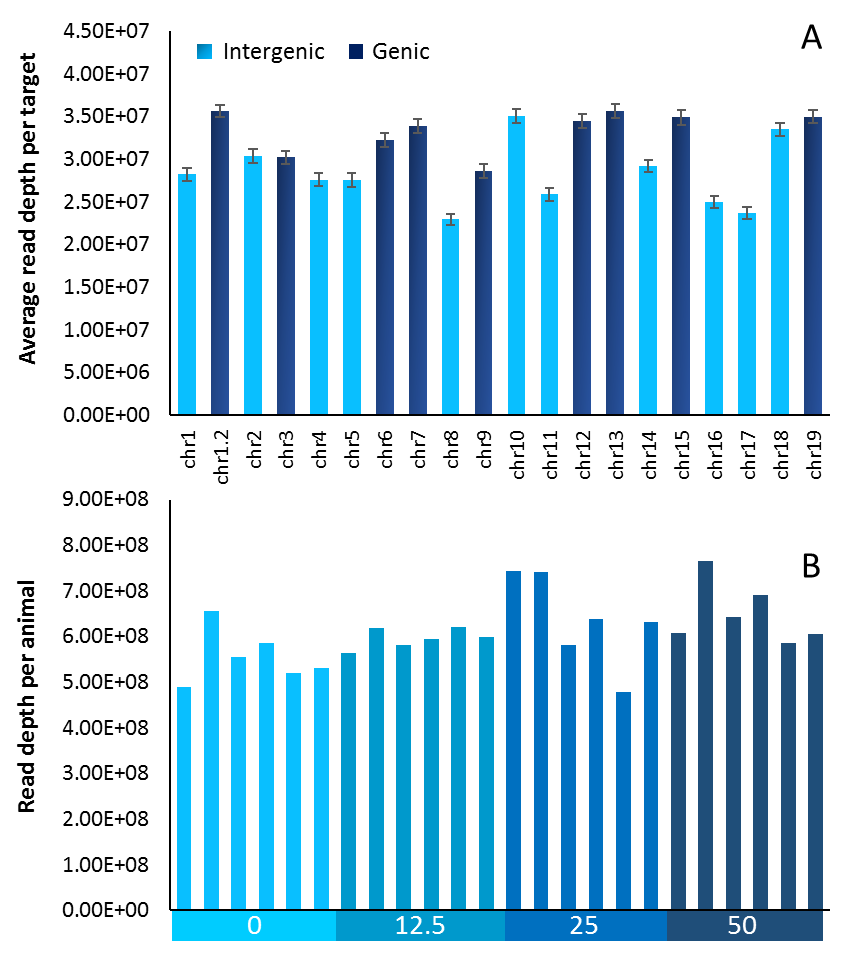 A
Intergenic Genic
Average read depth per target
4.50E+07
4.00E+07
3.50E+07
3.00E+07
2.50E+07
2.00E+07
1.50E+07
1.00E+07
5.00E+06
0.00E+00
chr1 chr1.2 chr2 chr3 chr4 chr5 chr6 chr7 chr8 chr9 chr10 chr11 chr12 chr13 chr14 chr15 chr16 chr17 chr18 chr19
B
Read depth per animal
9.00E+08
8.00E+08
7.00E+08
6.00E+08
5.00E+08
4.00E+08
3.00E+08
2.00E+08
1.00E+08
0.00E+00
0 12.5 25 50